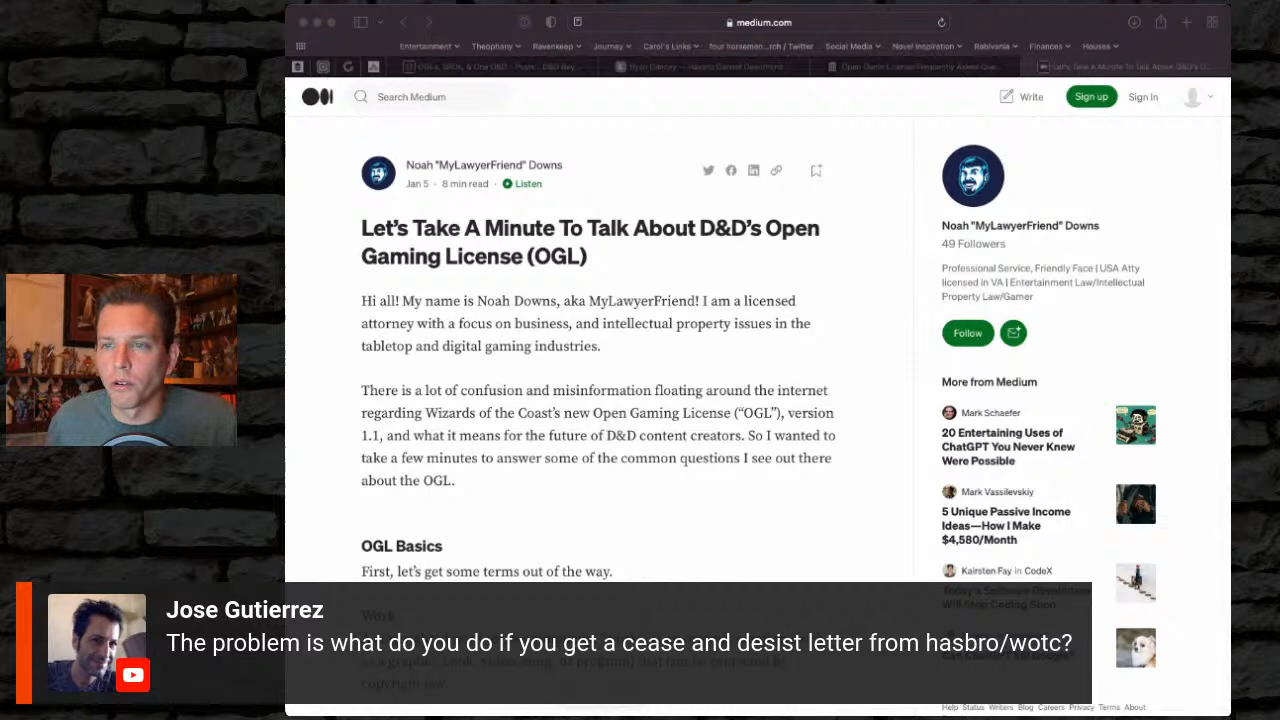 medium.com
Entertainment
Theophany
Ravenkeep
Journey
Carol's Links
four horsemen...rch / Twitter
Social Media
Novel Inspiration
Rabivania
Finances
Houses
Search Medium
Write
Sign up
Sign In
Noah "MyLawyerFriend" Downs
Jan 5 · 8 min read · Listen
Let's Take A Minute To Talk About D&D's Open
Gaming License (OGL)
Hi all! My name is Noah Downs, aka MyLawyerFriend! I am a licensed
attorney with a focus on business, and intellectual property issues in the
tabletop and digital gaming industries.
There is a lot of confusion and misinformation floating around the internet
regarding Wizards of the Coast's new Open Gaming License (“OGL”), version
1.1, and what it means for the future of D&D content creators. So I wanted to
take a few minutes to answer some of the common questions I see out there
about the OGL.
OGL Basics
First, let's get some terms out of the way.
Work
copyright law.
Noah "MyLawyerFriend" Downs
49 Followers
Professional Service, Friendly Face | USA Atty
licensed in VA | Entertainment Law/Intellectual
Property Law/Gamer
Follow
More from Medium
Mark Schaefer
20 Entertaining Uses of
ChatGPT You Never Knew
Were Possible
Mark Vassilevskiy
5 Unique Passive Income
Ideas—How I Make
$4,580/Month
Kairsten Fay in CodeX
Will Stop Coding Soon
Help Status Writers Blog Careers Privacy Terms About
Jose Gutierrez
The problem is what do you do if you get a cease and desist letter from hasbro/wotc?